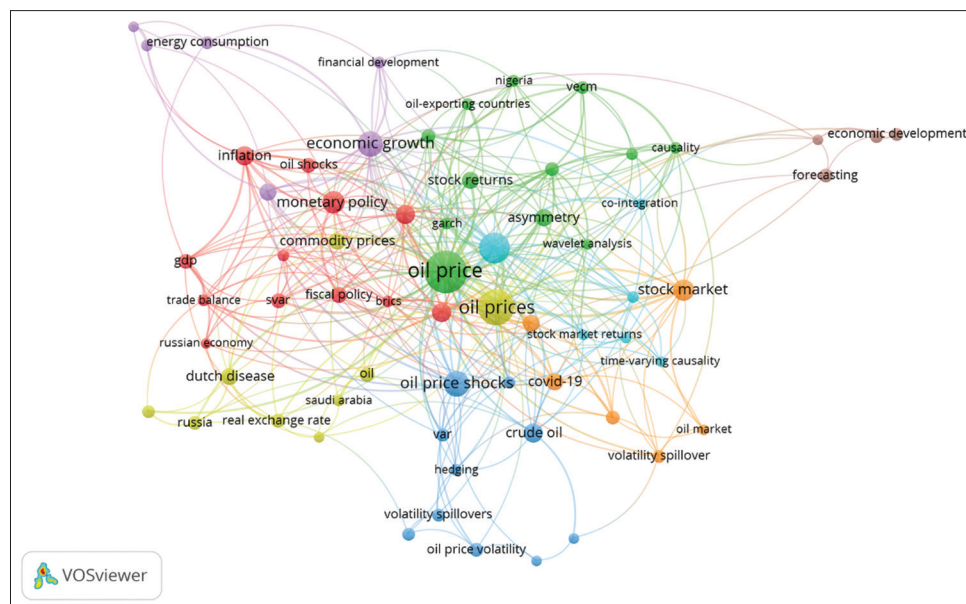 energy consumption
financial development
nigeria
vecm
oil-exporting countries
economic development
economic growth
causality
inflation
oil shocks
forecasting
stock returns
monetary policy
co-integration
asymmetry
garch
commodity prices
wavelet analysis
gdp
oil price
stock market
fiscal policy
trade balance
svar
brics
oil prices
stock market returns
russian economy
time-varying causality
dutch disease
oil
oil price shocks
covid-19
saudi arabia
russia
real exchange rate
var
crude oil
oil market
volatility spillover
hedging
volatility spillovers
oil price volatility
VOSviewer